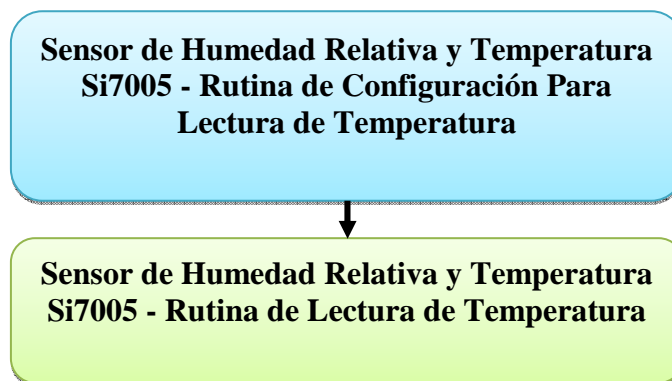 Sensor de Humedad Relativa y Temperatura
Si7005 - Rutina de Configuración Para
Lectura de Temperatura
Sensor de Humedad Relativa y Temperatura
Si7005 - Rutina de Lectura de Temperatura